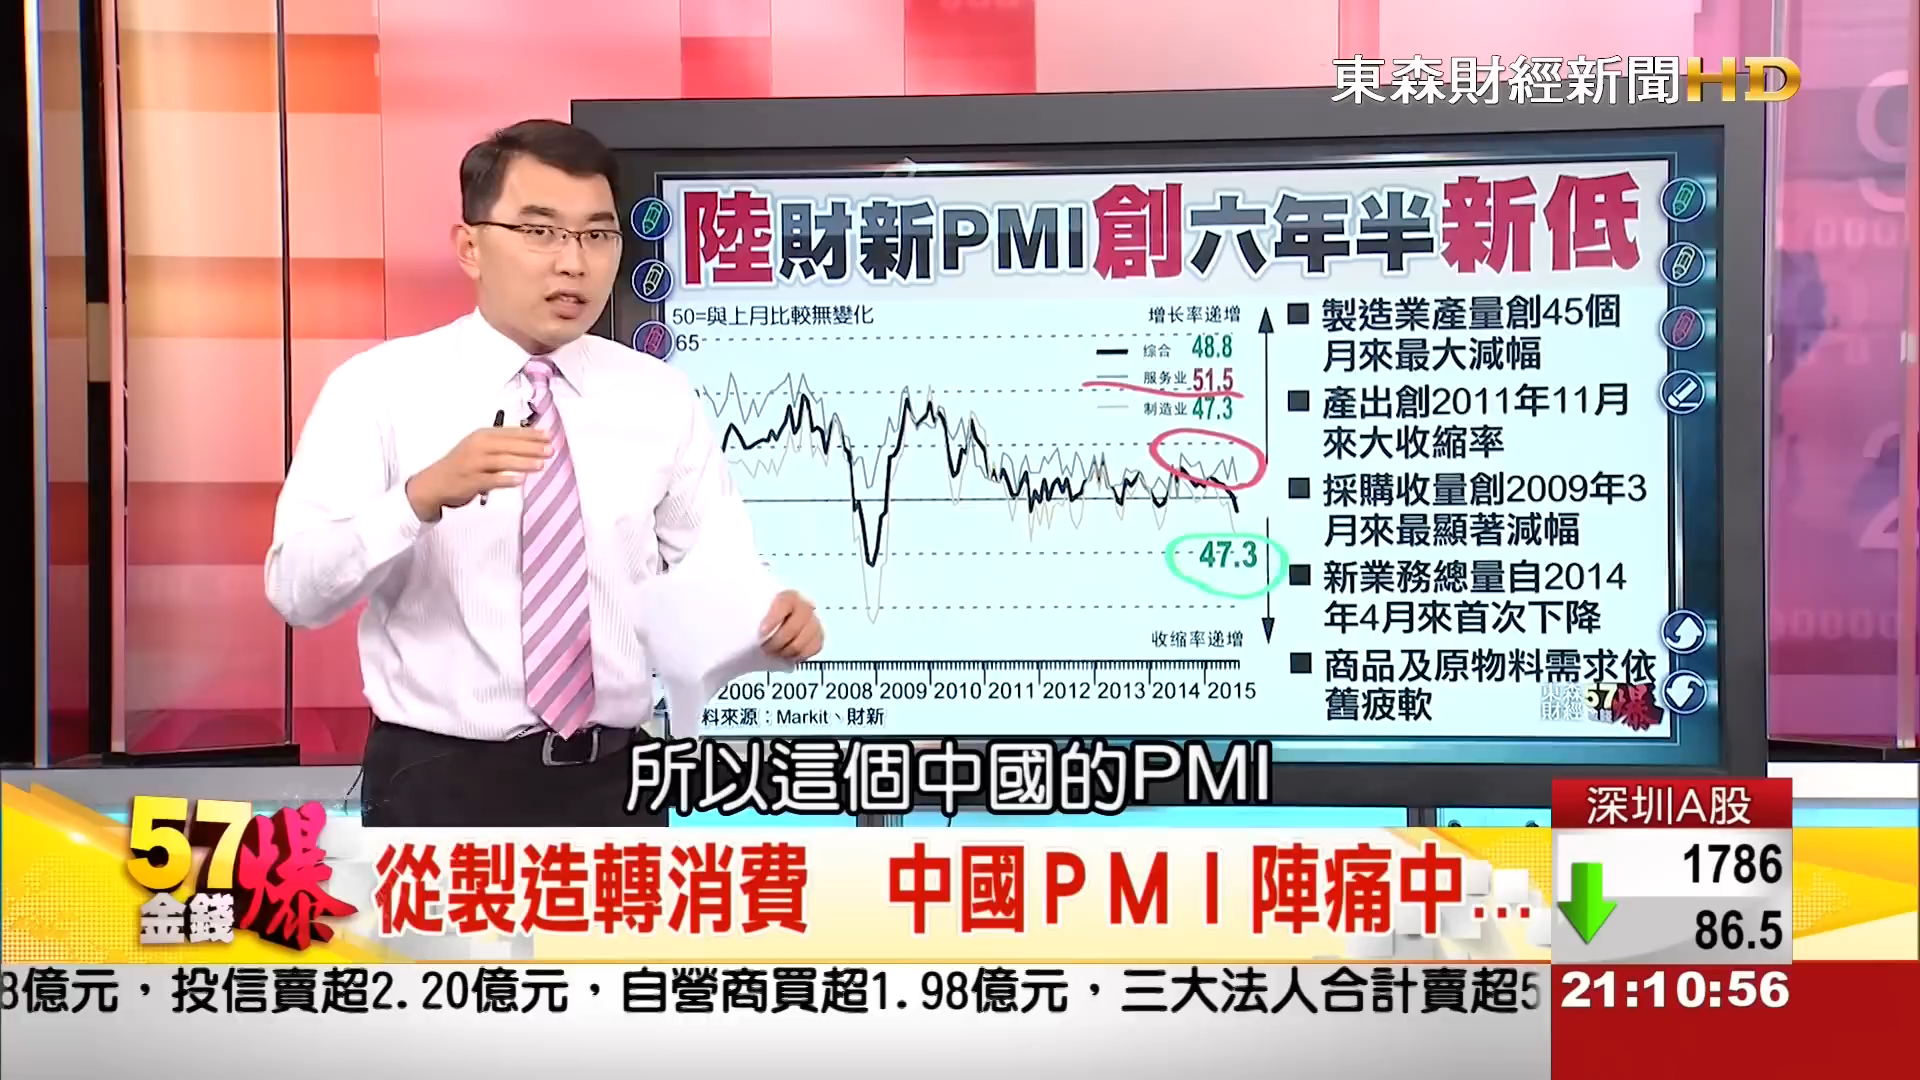 東森財經新聞HD
陸財新PMI創六年半新低
50=與上月比較無變化
65
增长率递增
综合 48.8
服务业 51.5
制造业 47.3
47.3
收缩率递增
2006 2007 2008 2009 2010 2011 2012 2013 2014 2015
料來源：Markit、財新
■ 製造業產量創45個
月來最大減幅
■ 產出創2011年11月
來大收縮率
■ 採購收量創2009年3
月來最顯著減幅
■ 新業務總量自2014
年4月來首次下降
■ 商品及原物料需求依
舊疲軟
東森
財經
57
爆
所以這個中國的PMI
57
金錢
爆
從製造轉消費 中國PMI陣痛中...
深圳A股
1786
86.5
8億元，投信賣超2.20億元，自營商買超1.98億元，三大法人合計賣超5
21:10:56